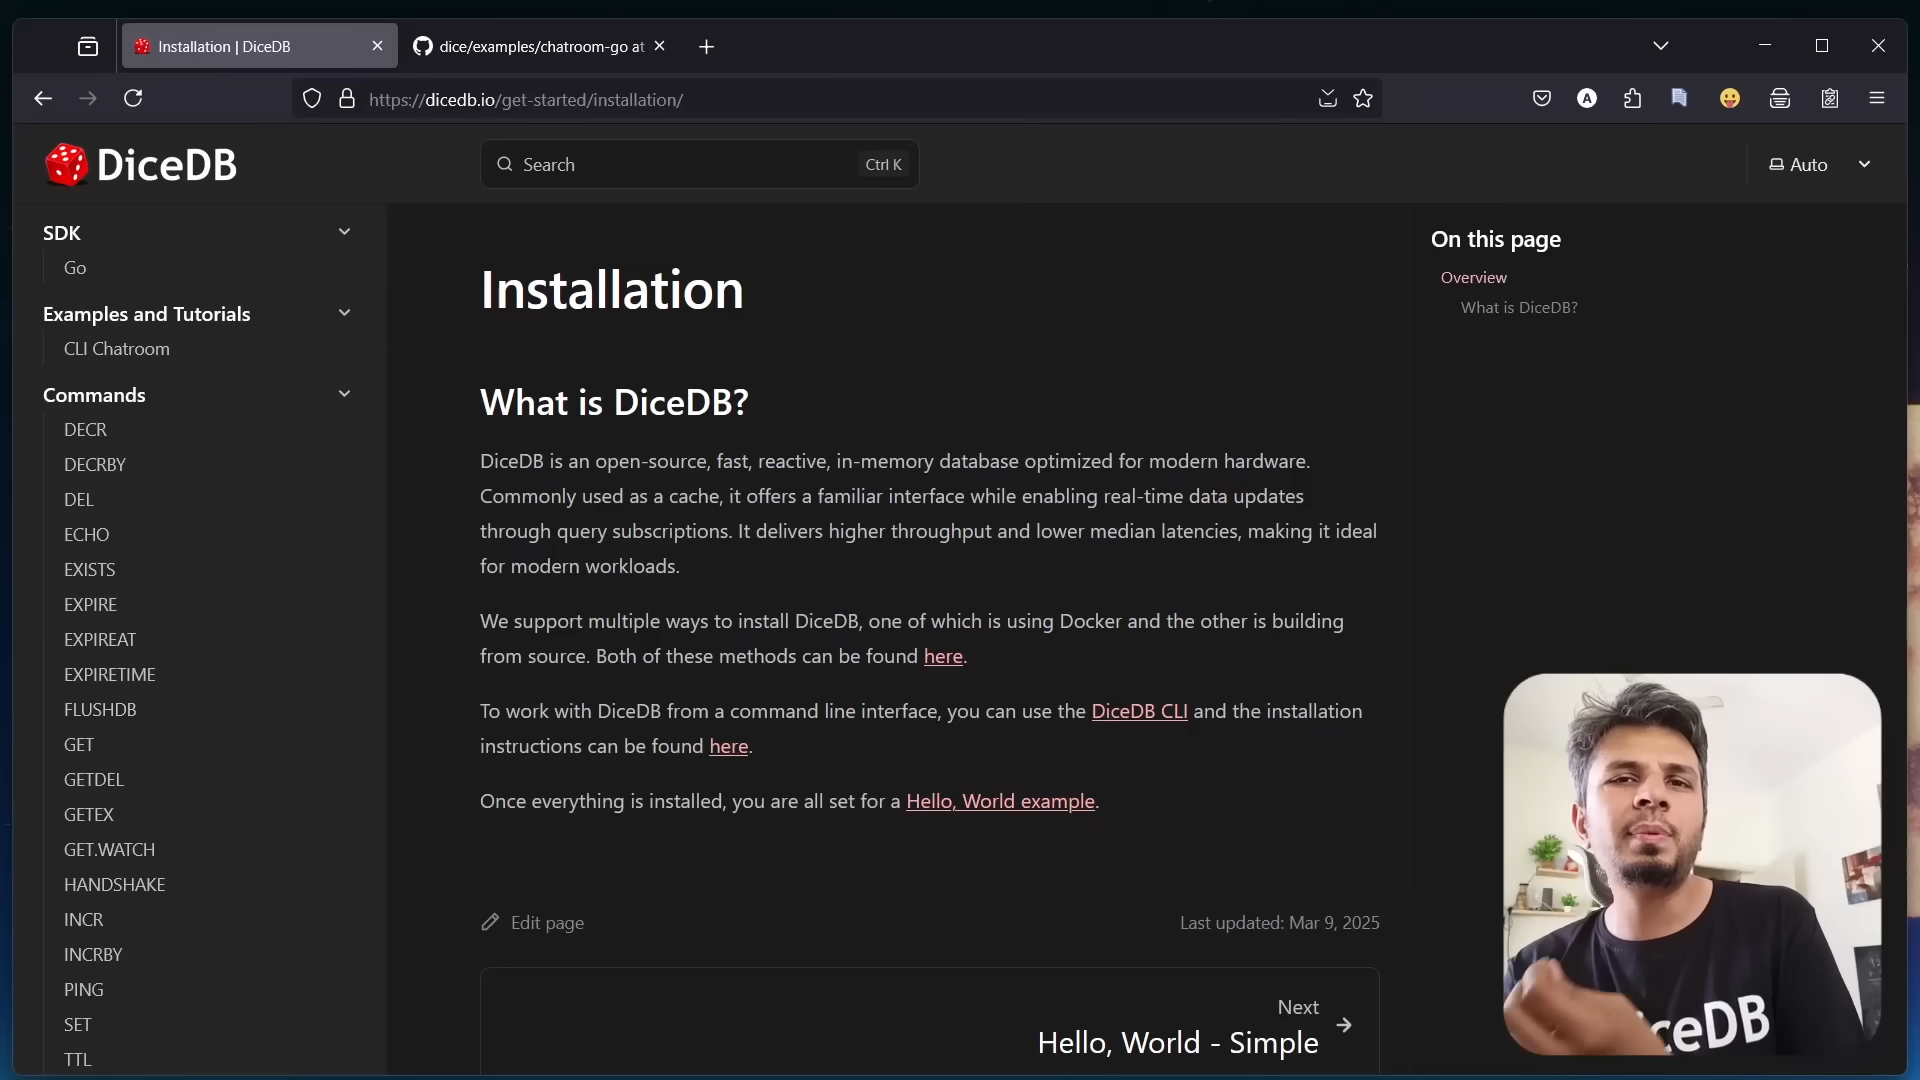 Installation | DiceDB
dice/examples/chatroom-go at
https://dicedb.io/get-started/installation/
A
DiceDB
Search
Ctrl K
Auto
SDK
Go
Examples and Tutorials
CLI Chatroom
Commands
DECR
DECRBY
DEL
ECHO
EXISTS
EXPIRE
EXPIREAT
EXPIRETIME
FLUSHDB
GET
GETDEL
GETEX
GET.WATCH
HANDSHAKE
INCR
INCRBY
PING
SET
TTL
Installation
What is DiceDB?
DiceDB is an open-source, fast, reactive, in-memory database optimized for modern hardware.
Commonly used as a cache, it offers a familiar interface while enabling real-time data updates
through query subscriptions. It delivers higher throughput and lower median latencies, making it ideal
for modern workloads.
We support multiple ways to install DiceDB, one of which is using Docker and the other is building
from source. Both of these methods can be found here.
To work with DiceDB from a command line interface, you can use the DiceDB CLI and the installation
instructions can be found here.
Once everything is installed, you are all set for a Hello, World example.
Edit page
Last updated: Mar 9, 2025
Next
Hello, World - Simple
On this page
Overview
What is DiceDB?
iceDB